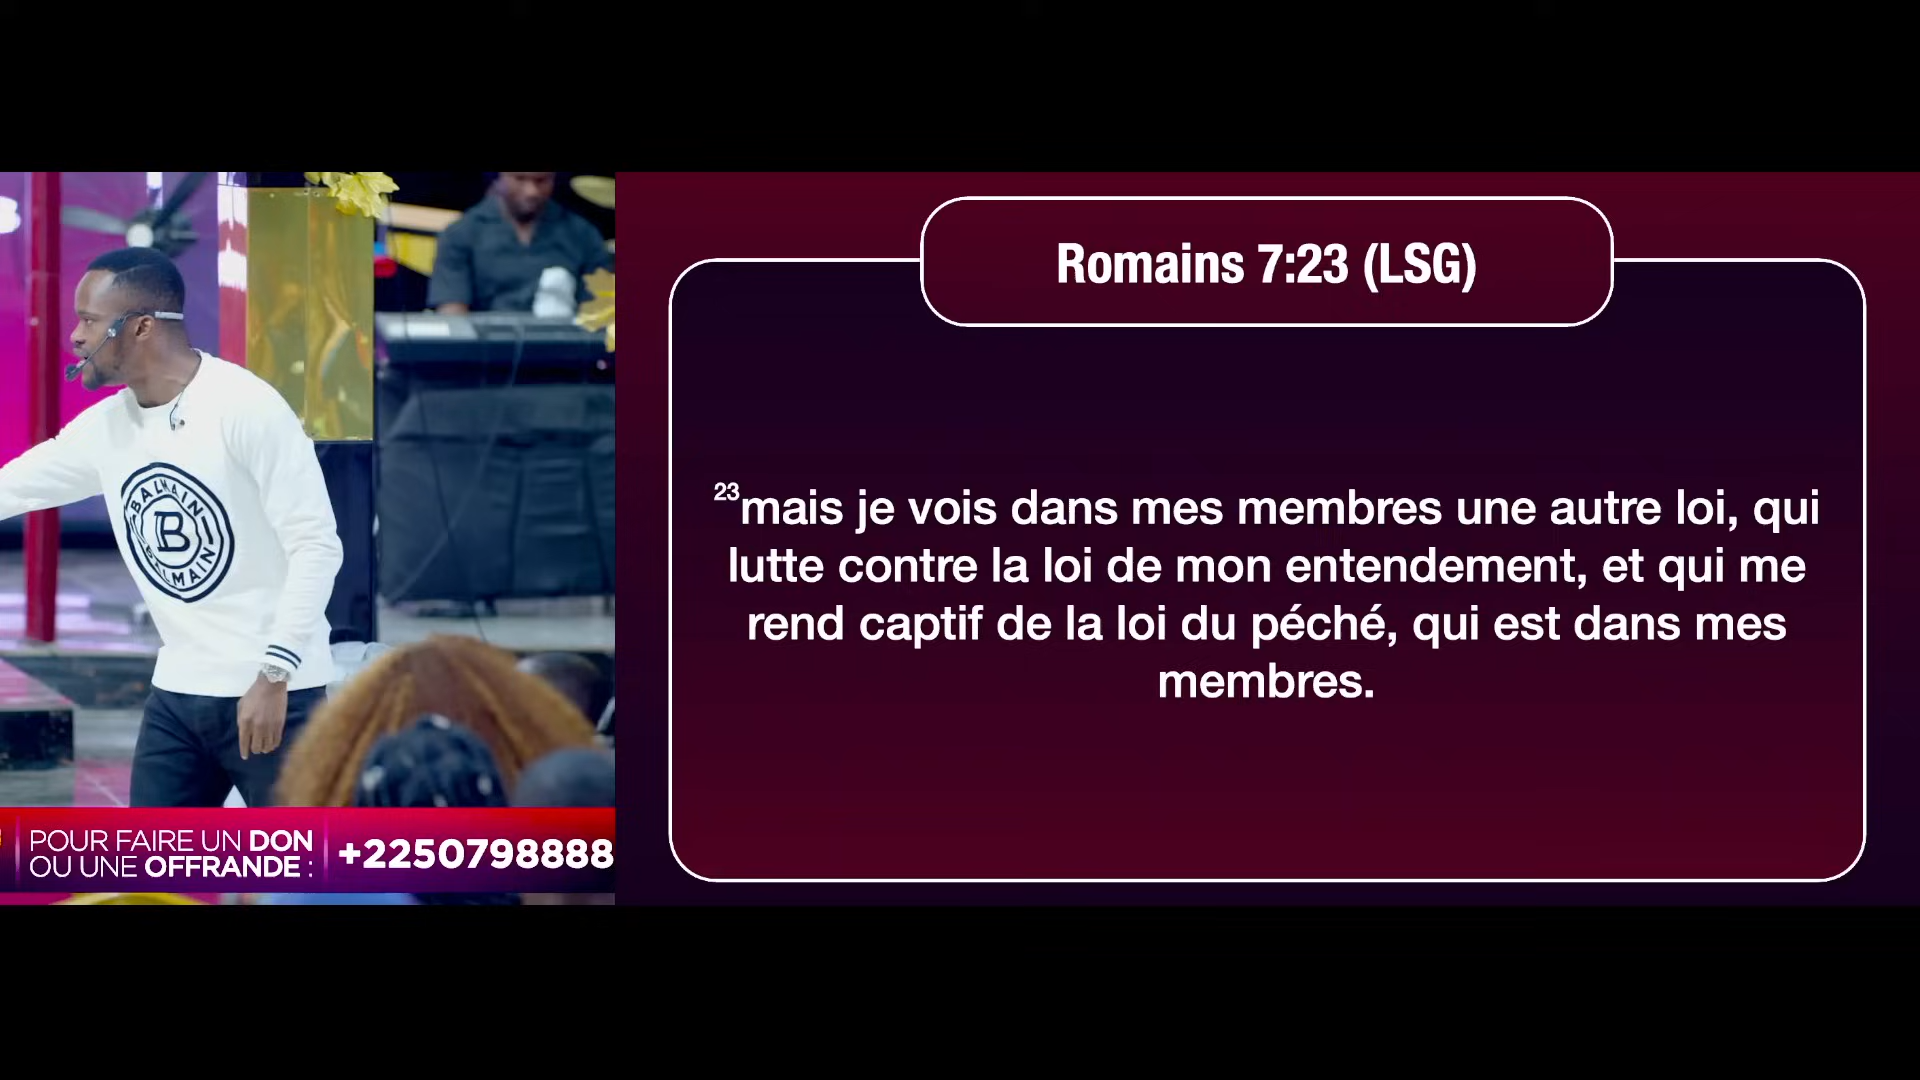 BALMAIN
B
BALMAIN
POUR FAIRE UN DON
OU UNE OFFRANDE :
+2250798888
Romains 7:23 (LSG)
23mais je vois dans mes membres une autre loi, qui
lutte contre la loi de mon entendement, et qui me
rend captif de la loi du péché, qui est dans mes
membres.